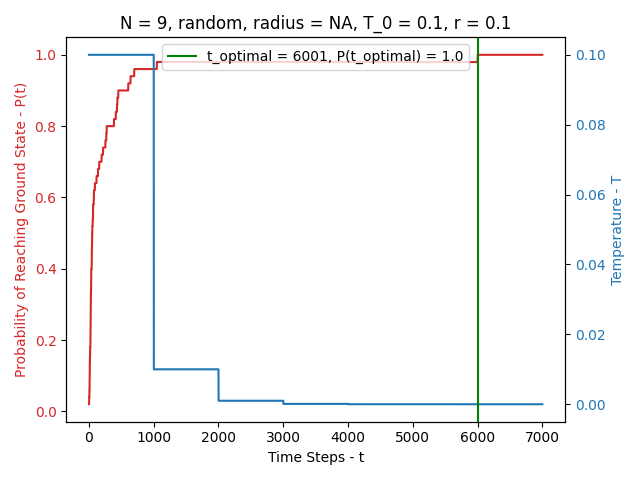 N = 9, random, radius = NA, T_0 = 0.1, r = 0.1
t_optimal = 6001, P(t_optimal) = 1.0
Probability of Reaching Ground State - P(t)
1.0
0.8
0.6
0.4
0.2
0.0
0.10
0.08
0.06
0.04
0.02
0.00
Temperature - T
0 1000 2000 3000 4000 5000 6000 7000
Time Steps - t